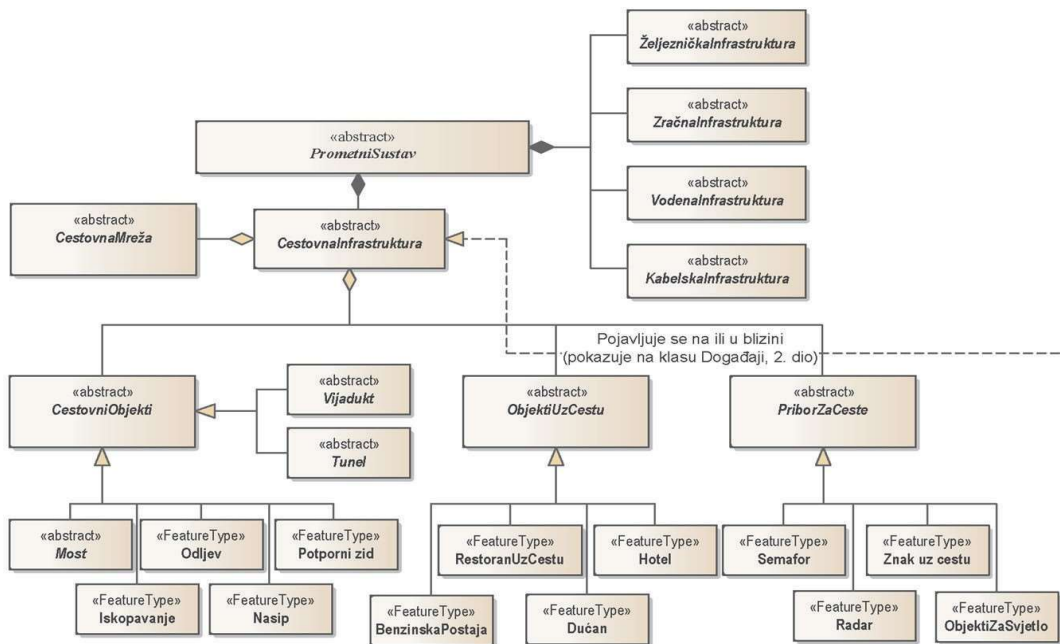 «abstract»
ŽeljezničkaInfrastruktura
«abstract»
ZračnaInfrastruktura
«abstract»
PrometniSustav
«abstract»
VodenaInfrastruktura
«abstract»
CestovnaMreža
«abstract»
CestovnaInfrastruktura
«abstract»
KabelskaInfrastruktura
Pojavljuje se na ili u blizini
(pokazuje na klasu Događaji, 2. dio)
«abstract»
CestovniObjekti
«abstract»
Vijadukt
«abstract»
Tunel
«abstract»
ObjektiUzCestu
«abstract»
PriborZaCeste
«abstract»
Most
«FeatureType»
Odljev
«FeatureType»
Potporni zid
«FeatureType»
Iskopavanje
«FeatureType»
Nasip
«FeatureType»
RestoranUzCestu
«FeatureType»
Hotel
«FeatureType»
BenzinskaPostaja
«FeatureType»
Dućan
«FeatureType»
Semafor
«FeatureType»
Znak uz cestu
«FeatureType»
Radar
«FeatureType»
ObjektiZaSvjetlo